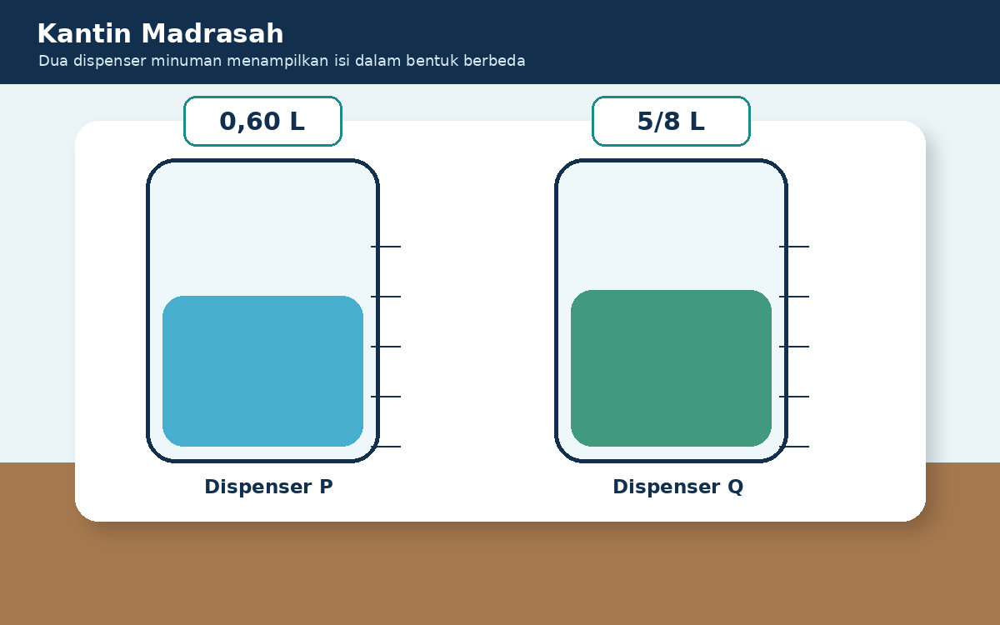 Kantin Madrasah
Dua dispenser minuman menampilkan isi dalam bentuk berbeda
0,60 L
5/8 L
Dispenser P
Dispenser Q